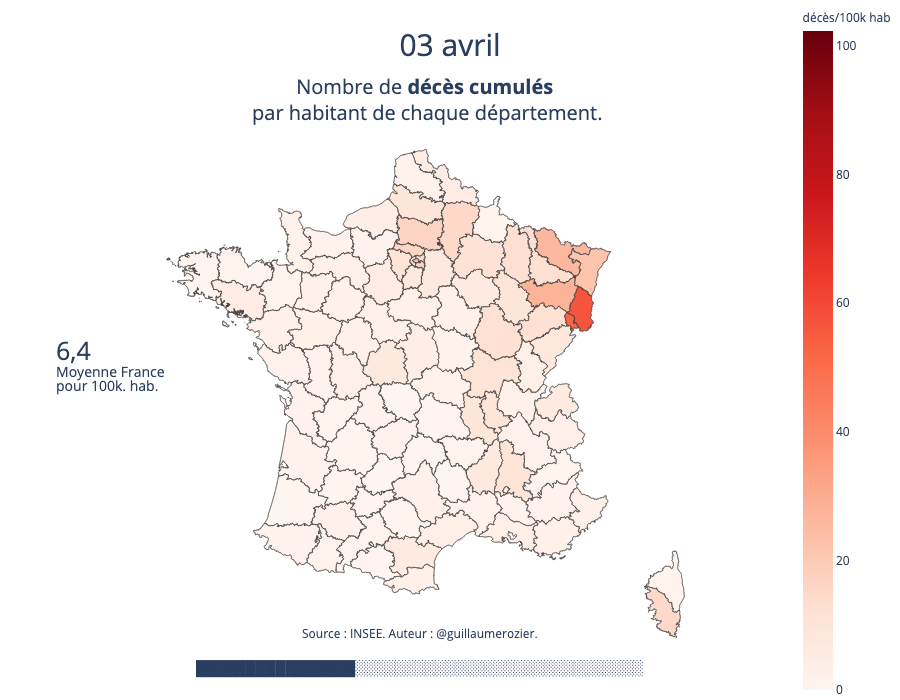 03 avril
Nombre de décès cumulés
par habitant de chaque département.
décès/100k hab
100
80
60
40
20
0
6,4
Moyenne France
pour 100k. hab.
Source : INSEE. Auteur : @guillaumerozier.